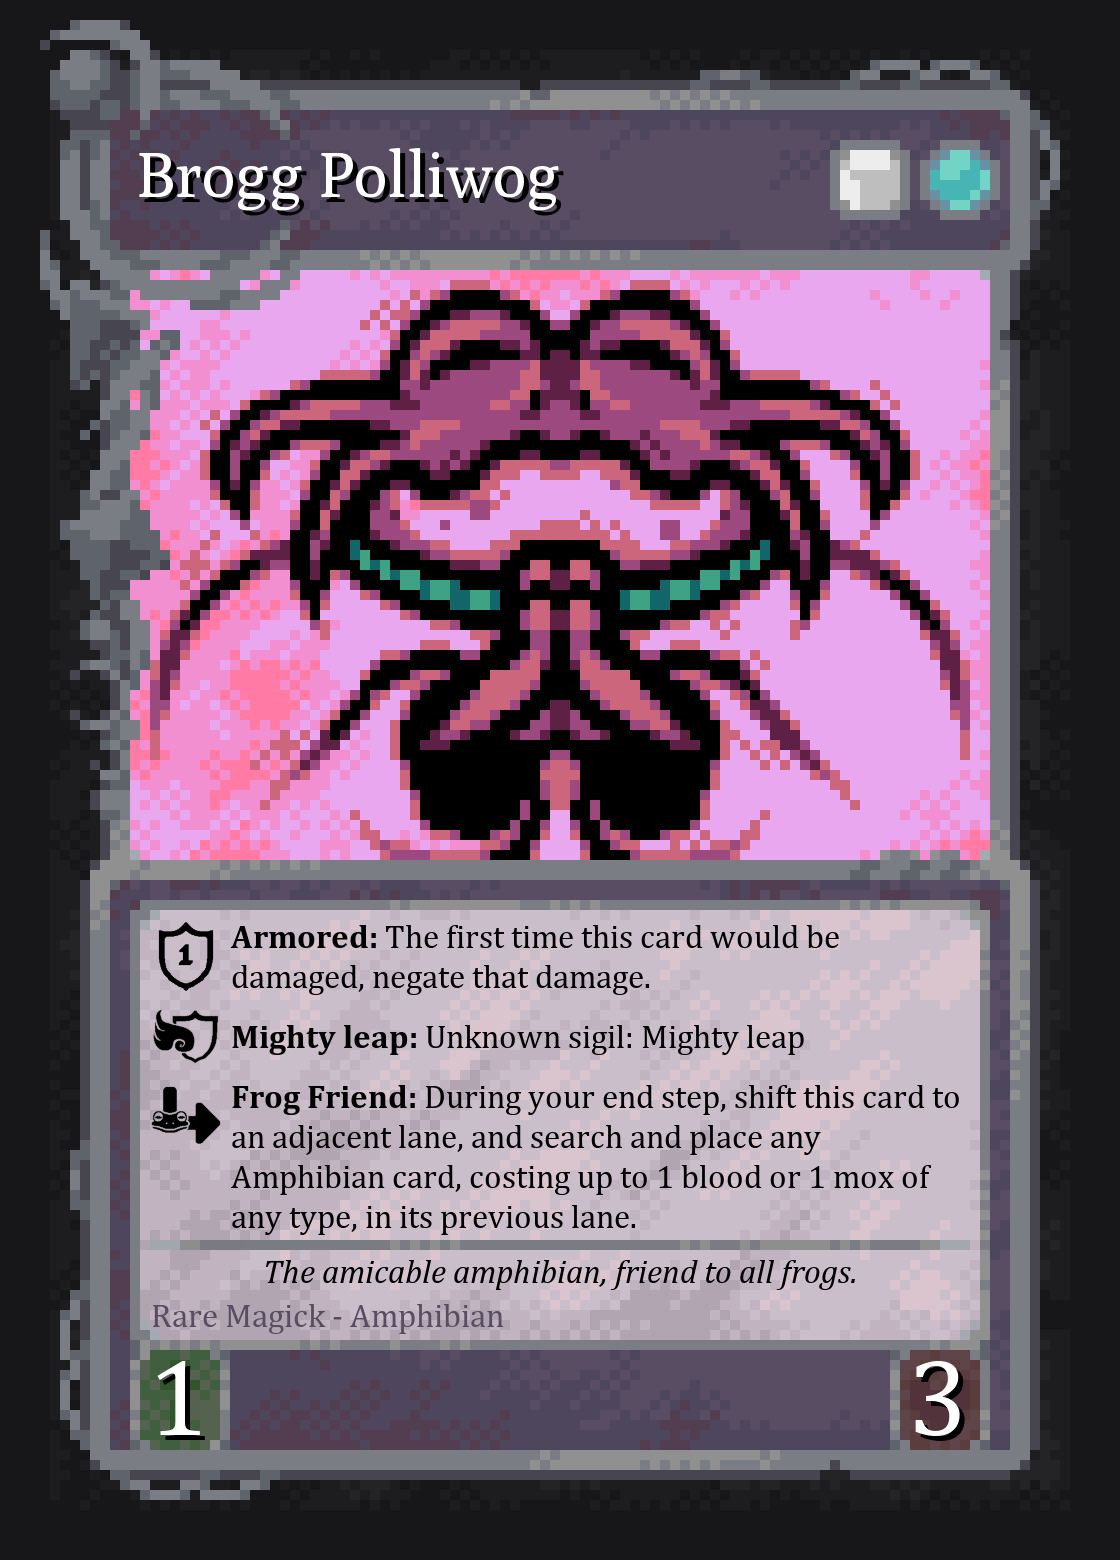 Brogg Polliwog
1
Armored: The first time this card would be
damaged, negate that damage.
Mighty leap: Unknown sigil: Mighty leap
Frog Friend: During your end step, shift this card to
an adjacent lane, and search and place any
Amphibian card, costing up to 1 blood or 1 mox of
any type, in its previous lane.
The amicable amphibian, friend to all frogs.
Rare Magick - Amphibian
1
3